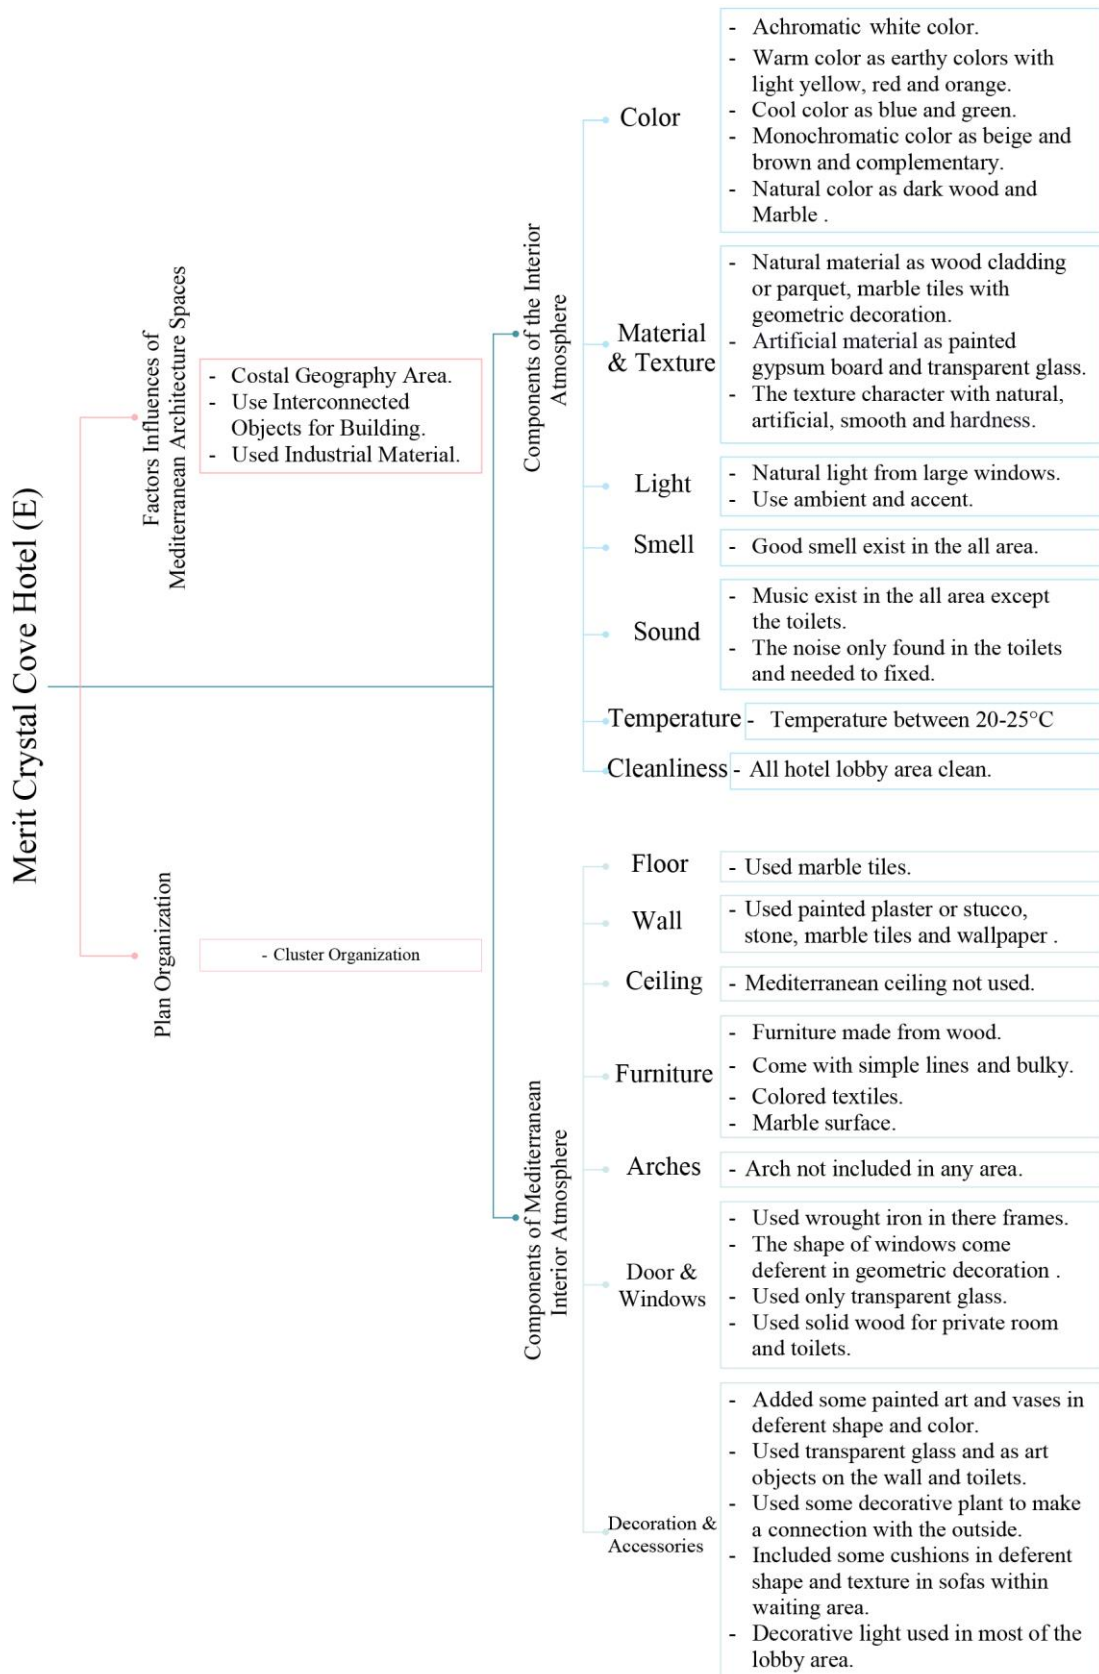 Merit Crystal Cove Hotel (E)
Factors Influences of
Mediterranean Architecture Spaces
- Costal Geography Area.
- Use Interconnected
Objects for Building.
- Used Industrial Material.
Plan Organization
- Cluster Organization
Components of the Interior
Atmosphere
Color
- Achromatic white color.
- Warm color as earthy colors with
light yellow, red and orange.
- Cool color as blue and green.
- Monochromatic color as beige and
brown and complementary.
- Natural color as dark wood and
Marble .
Material
& Texture
- Natural material as wood cladding
or parquet, marble tiles with
geometric decoration.
- Artificial material as painted
gypsum board and transparent glass.
- The texture character with natural,
artificial, smooth and hardness.
Light
- Natural light from large windows.
- Use ambient and accent.
Smell
- Good smell exist in the all area.
Sound
- Music exist in the all area except
the toilets.
- The noise only found in the toilets
and needed to fixed.
Temperature
- Temperature between 20-25°C
Cleanliness
- All hotel lobby area clean.
Components of Mediterranean
Interior Atmosphere
Floor
- Used marble tiles.
Wall
- Used painted plaster or stucco,
stone, marble tiles and wallpaper .
Ceiling
- Mediterranean ceiling not used.
Furniture
- Furniture made from wood.
- Come with simple lines and bulky.
- Colored textiles.
- Marble surface.
Arches
- Arch not included in any area.
Door &
Windows
- Used wrought iron in there frames.
- The shape of windows come
deferent in geometric decoration .
- Used only transparent glass.
- Used solid wood for private room
and toilets.
Decoration &
Accessories
- Added some painted art and vases in
deferent shape and color.
- Used transparent glass and as art
objects on the wall and toilets.
- Used some decorative plant to make
a connection with the outside.
- Included some cushions in deferent
shape and texture in sofas within
waiting area.
- Decorative light used in most of the
lobby area.